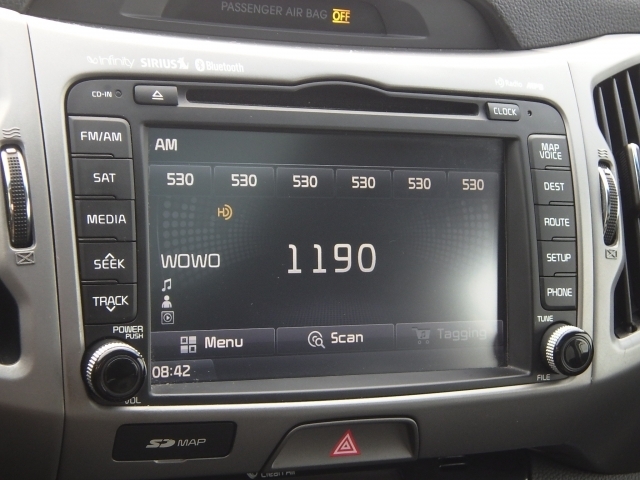 PASSENGER AIR BAG OFF
infinity SIRIUS Bluetooth
CD-IN
CLOCK
FM/AM
SAT
MEDIA
SEEK
TRACK
POWER
PUSH
VOL
AM
530 530 530 530 530 530
HD
WOWO 1190
Menu Scan Tagging
08:42
MAP
VOICE
DEST
ROUTE
SETUP
PHONE
TUNE
FILE
SD MAP